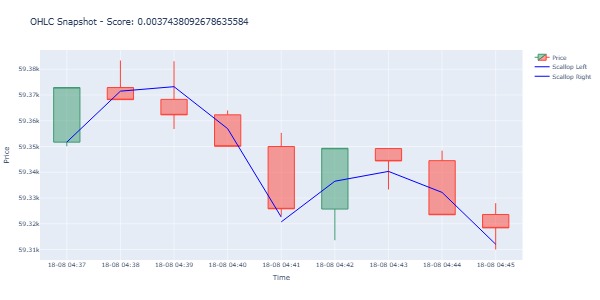 OHLC Snapshot - Score: 0.0037438092678635584
Price
Scallop Left
Scallop Right
59.38k
59.37k
59.36k
59.35k
59.34k
59.33k
59.32k
59.31k
Price
18-08 04:37
18-08 04:38
18-08 04:39
18-08 04:40
18-08 04:41
18-08 04:42
18-08 04:43
18-08 04:44
18-08 04:45
Time